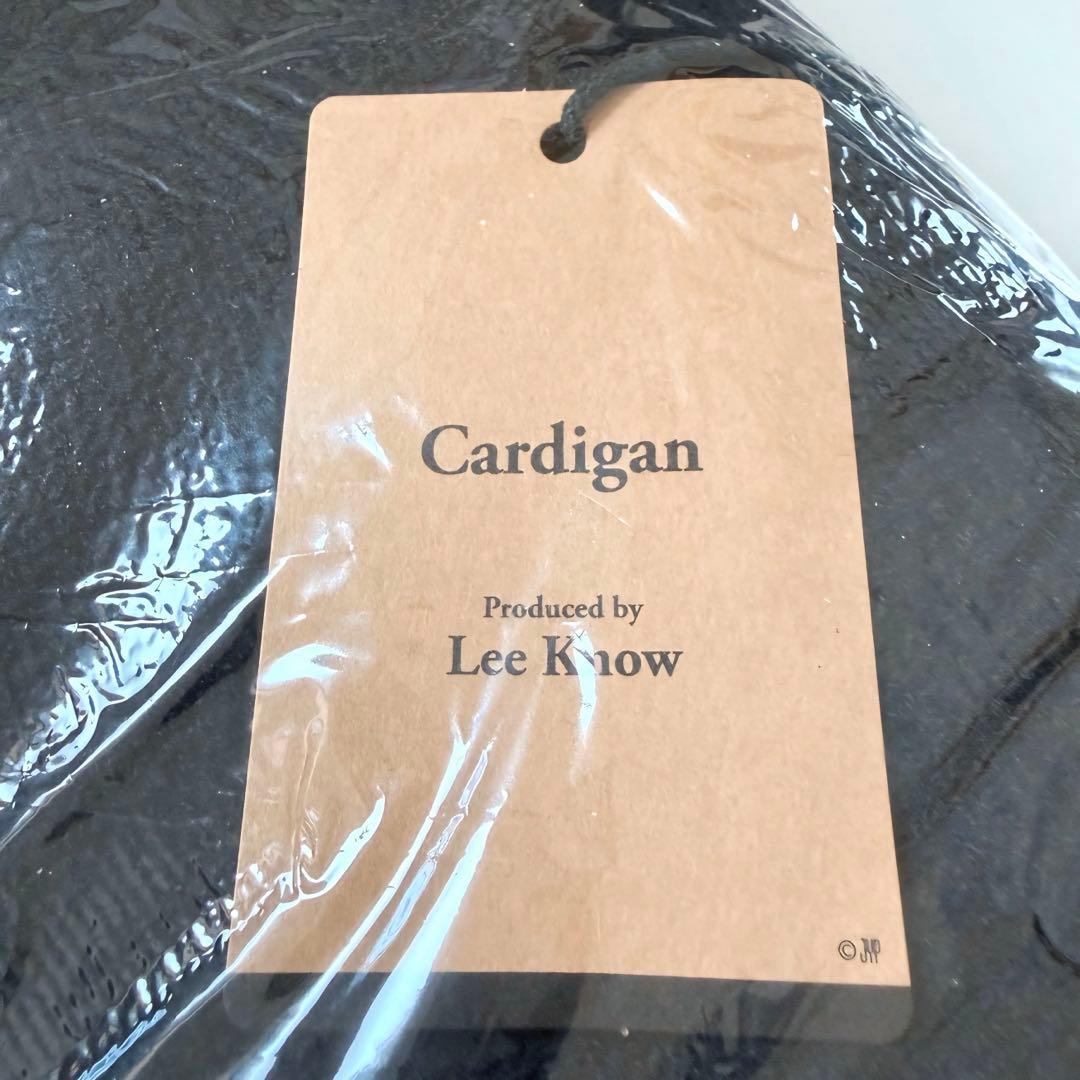 Cardigan
Produced by
Lee Know
© JYP